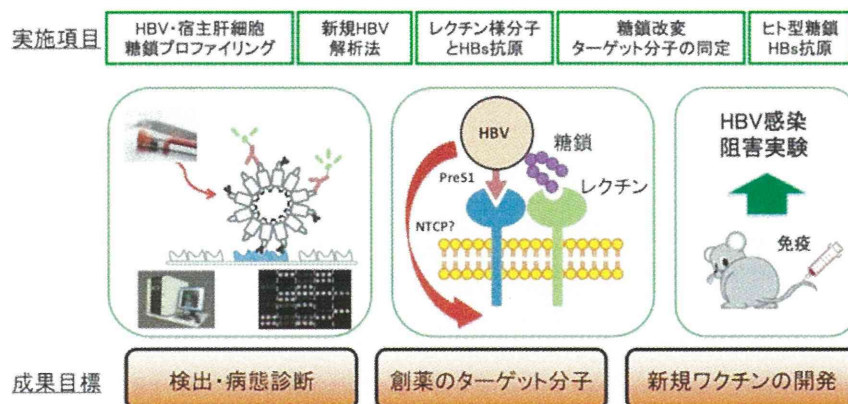 実施項目
HBV・宿主肝細胞
糖鎖プロファイリング
新規HBV
解析法
レクチン様分子
とHBs抗原
糖鎖改変
ターゲット分子の同定
ヒト型糖鎖
HBs抗原
HBV
糖鎖
PreS1
レクチン
NTCP?
HBV感染
阻害実験
免疫
成果目標
検出・病態診断
創薬のターゲット分子
新規ワクチンの開発